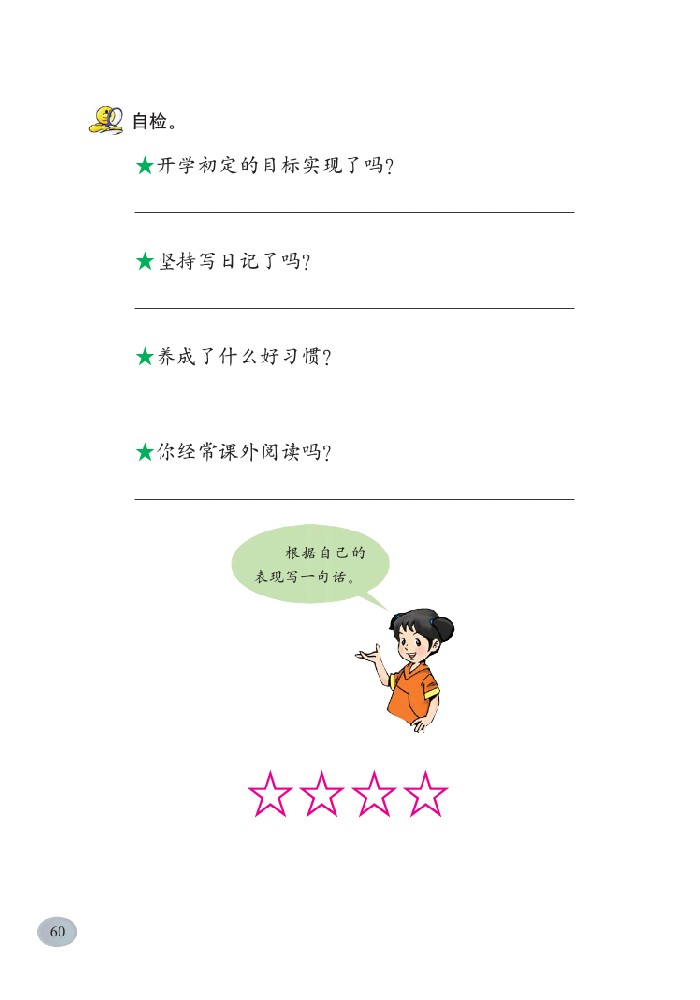 自检。
★开学初定的目标实现了吗?
★坚持写日记了吗?
★养成了什么好习惯?
★你经常课外阅读吗?
根据自己的
表现写一句话。
☆☆☆☆
60